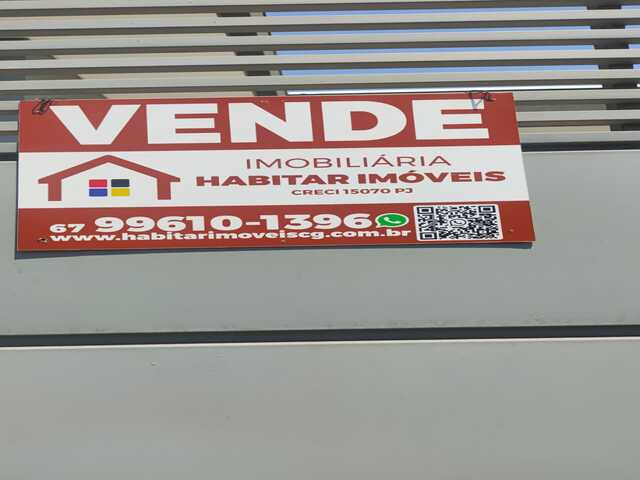 VENDE
IMOBILIÁRIA
HABITAR IMÓVEIS
CRECI 15070 PJ
67 99610-1396
www.habitarimoveiscg.com.br